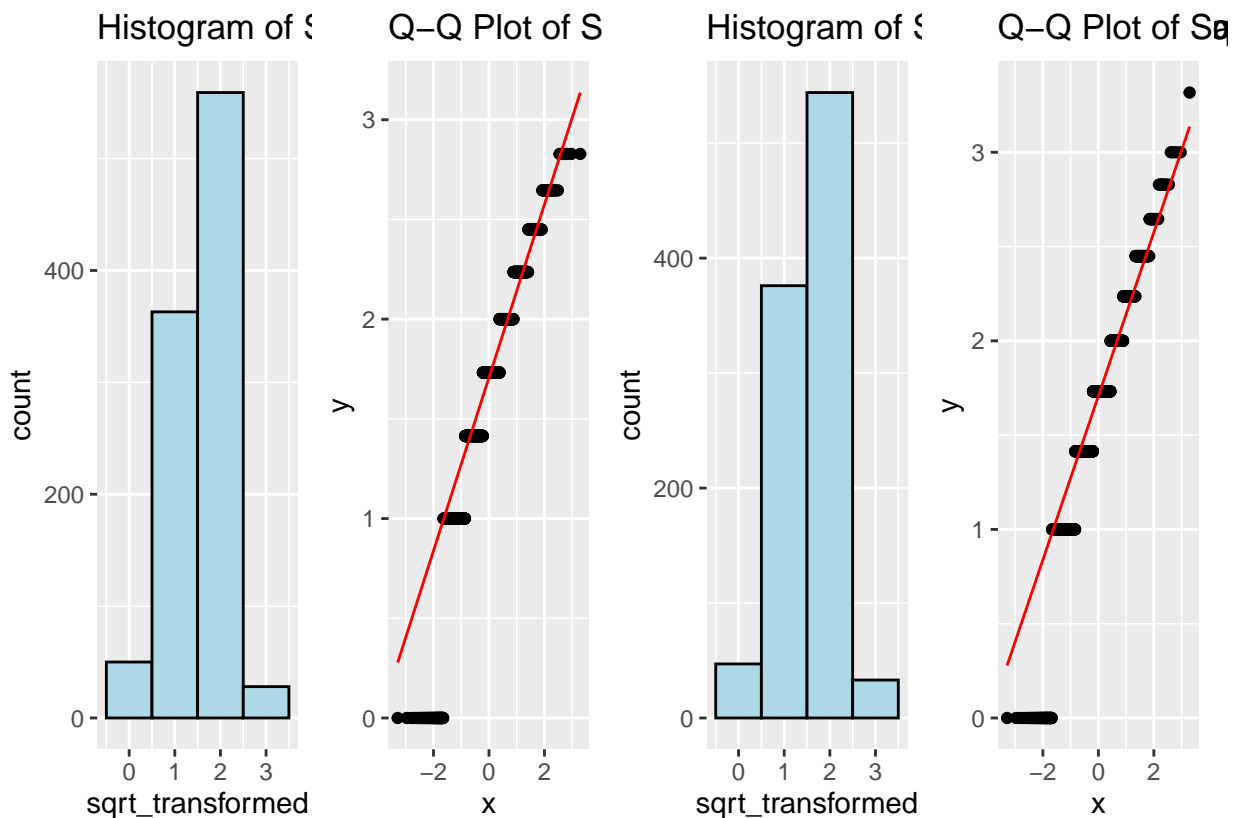 Histogram of S
count
400
200
0
0 1 2 3
sqrt_transformed
Q−Q Plot of S
y
3
2
1
0
−2 0 2
x
Histogram of S
count
400
200
0
0 1 2 3
sqrt_transformed
Q−Q Plot of Sq
y
3
2
1
0
−2 0 2
x